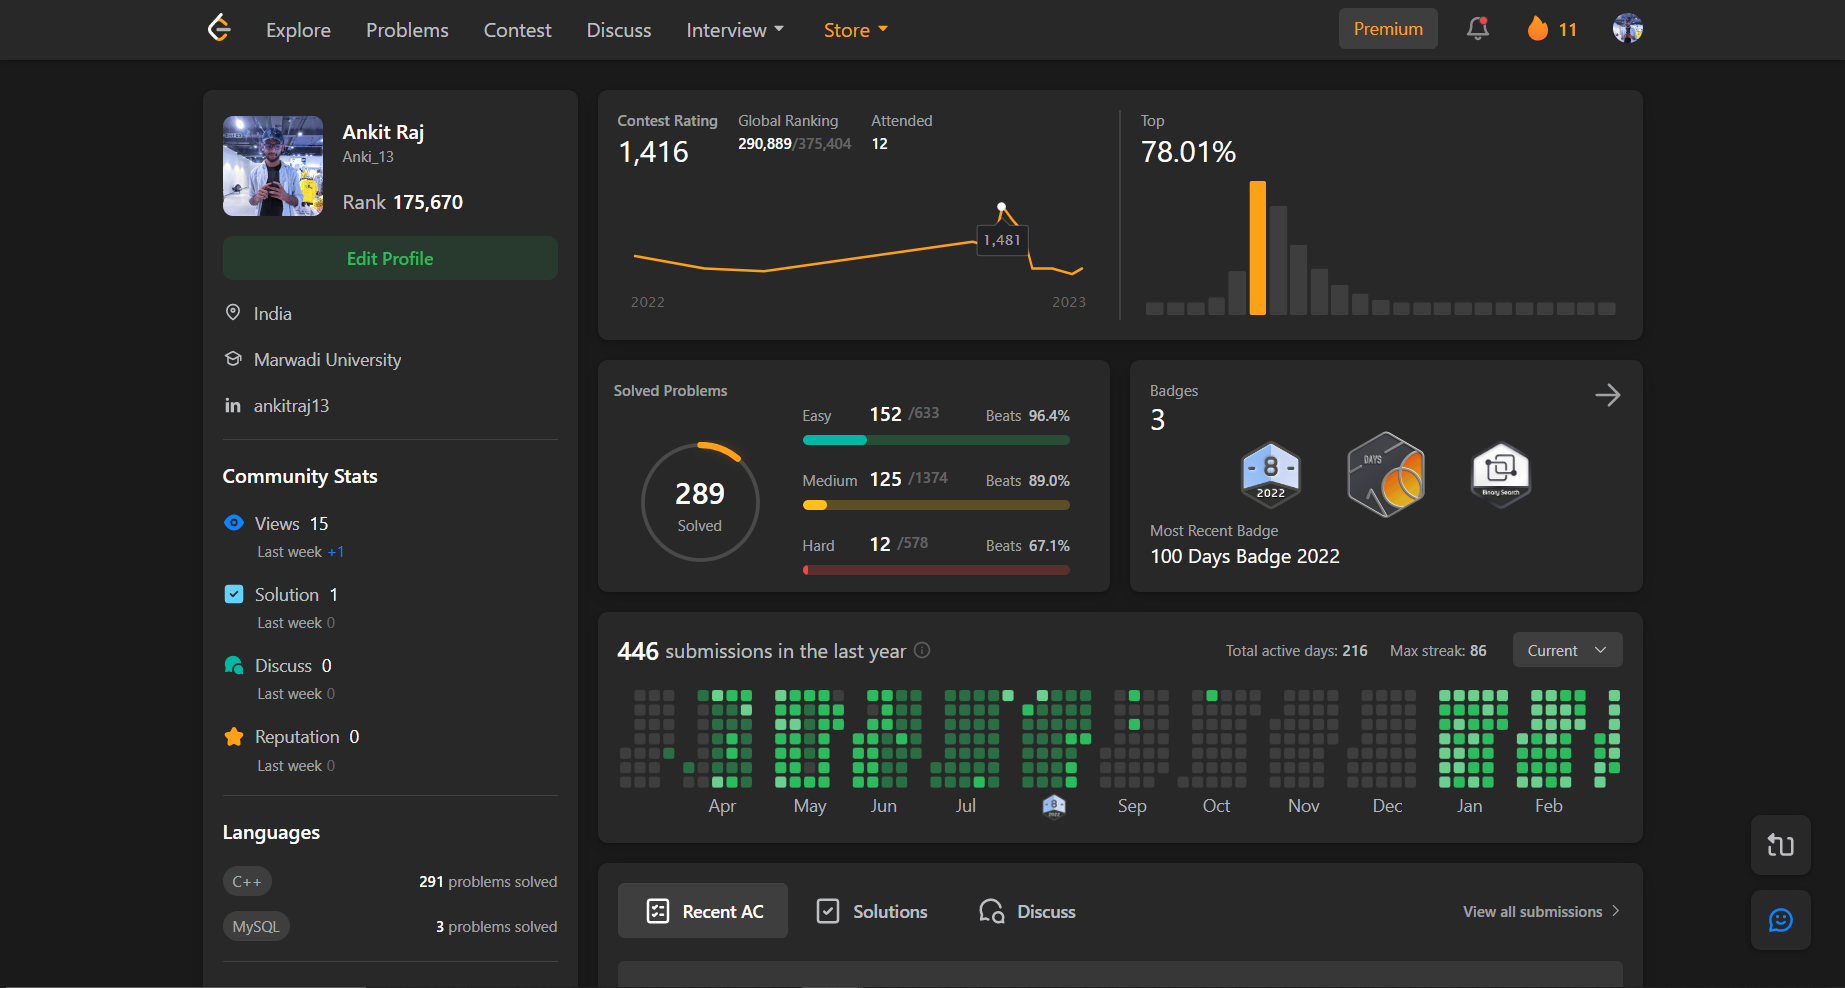 Explore Problems Contest Discuss Interview Store Premium 11
Ankit Raj
Anki_13
Rank 175,670
Edit Profile
India
Marwadi University
in ankitraj13
Community Stats
Views 15
Last week +1
Solution 1
Last week 0
Discuss 0
Last week 0
Reputation 0
Last week 0
Languages
C++ 291 problems solved
MySQL 3 problems solved
Contest Rating Global Ranking Attended
1,416 290,889/375,404 12
1,481
2022 2023
Top
78.01%
Solved Problems
289
Solved
Easy 152 /633 Beats 96.4%
Medium 125 /1374 Beats 89.0%
Hard 12 /578 Beats 67.1%
Badges
3
8
2022
DAYS
Binary Search
Most Recent Badge
100 Days Badge 2022
446 submissions in the last year Total active days: 216 Max streak: 86 Current
Apr May Jun Jul 8 Sep Oct Nov Dec Jan Feb
Recent AC Solutions Discuss View all submissions